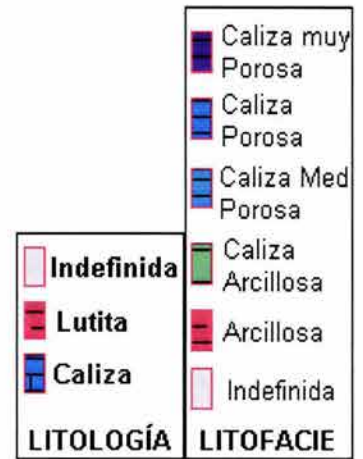 Caliza muy
Porosa
Caliza
Porosa
Caliza Med
Porosa
Caliza
Arcillosa
Arcillosa
Indefinida
LITOFACIE
Indefinida
Lutita
Caliza
LITOLOGÍA